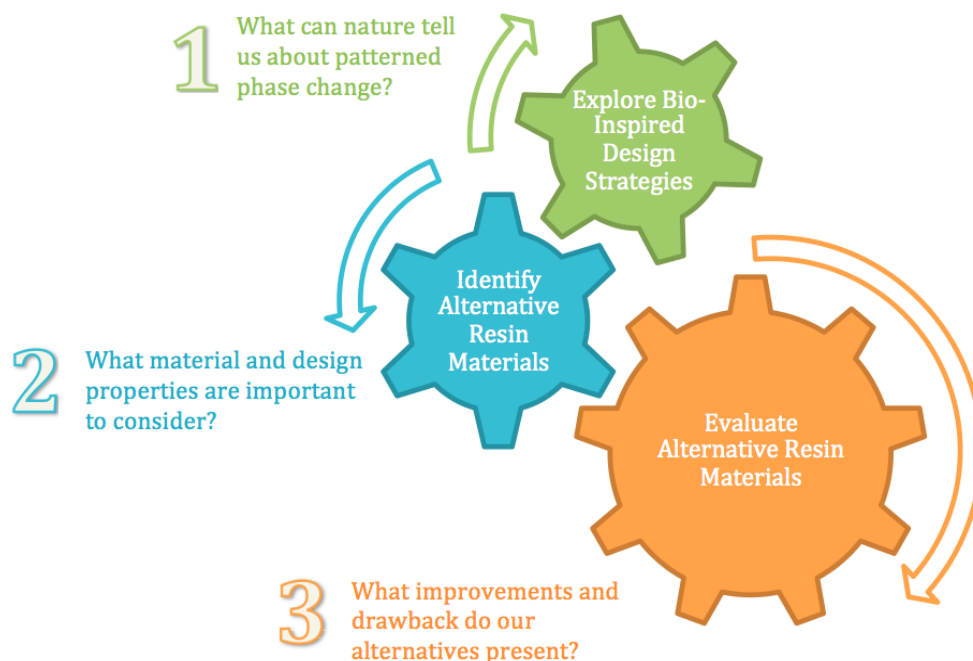 1
What can nature tell
us about patterned
phase change?
Explore Bio-
Inspired
Design
Strategies
Identify
Alternative
Resin
Materials
2
What material and design
properties are important
to consider?
Evaluate
Alternative Resin
Materials
3
What improvements and
drawback do our
alternatives present?